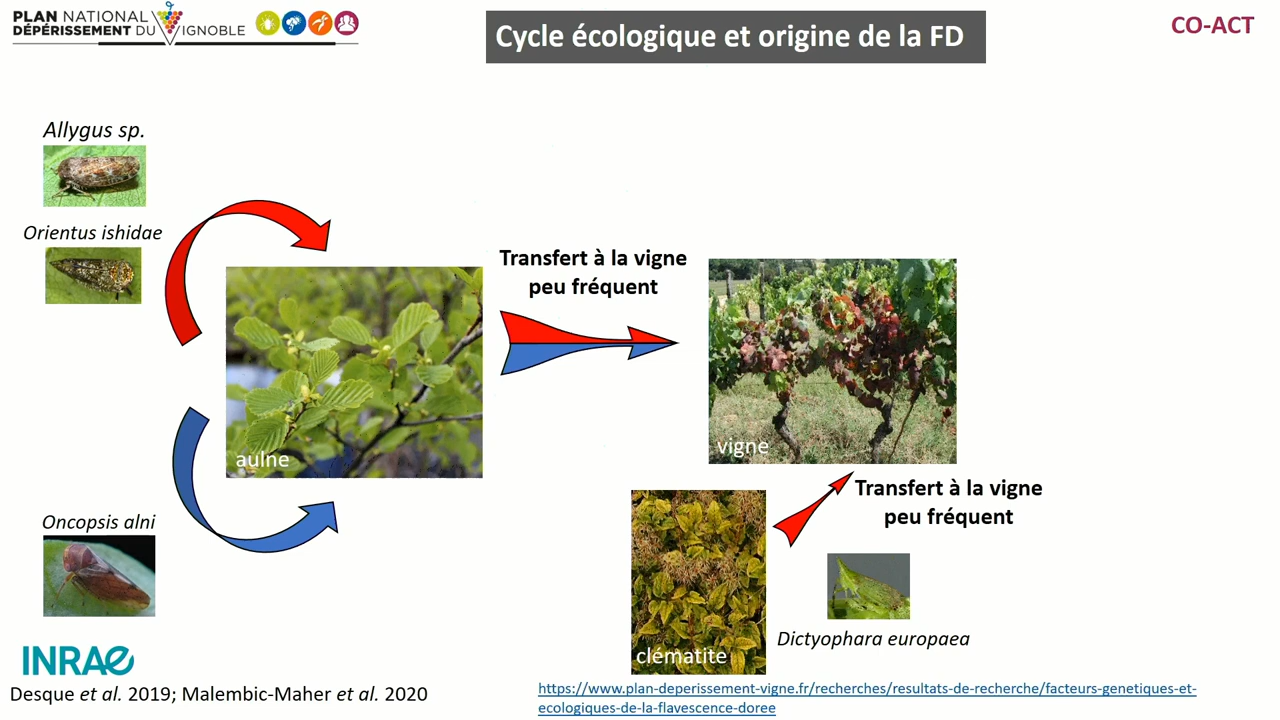 PLAN NATIONAL
DÉPÉRISSEMENT DU VIGNOBLE
Cycle écologique et origine de la FD
CO-ACT
Allygus sp.
Orientus ishidae
Transfert à la vigne
peu fréquent
aulne
vigne
Transfert à la vigne
peu fréquent
Oncopsis alni
clématite
Dictyophara europaea
INRAE
Desque et al. 2019; Malembic-Maher et al. 2020
https://www.plan-deperissement-vigne.fr/recherches/resultats-de-recherche/facteurs-genetiques-et-
ecologiques-de-la-flavescence-doree